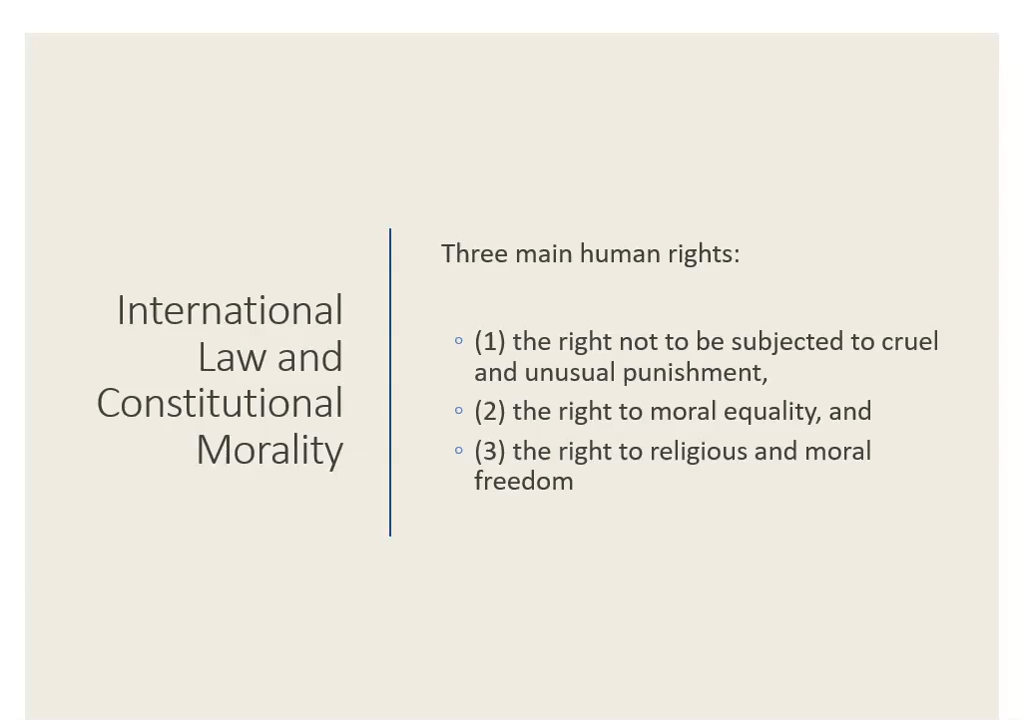 International
Law and
Constitutional
Morality
Three main human rights:
(1) the right not to be subjected to cruel
and unusual punishment,
(2) the right to moral equality, and
(3) the right to religious and moral
freedom